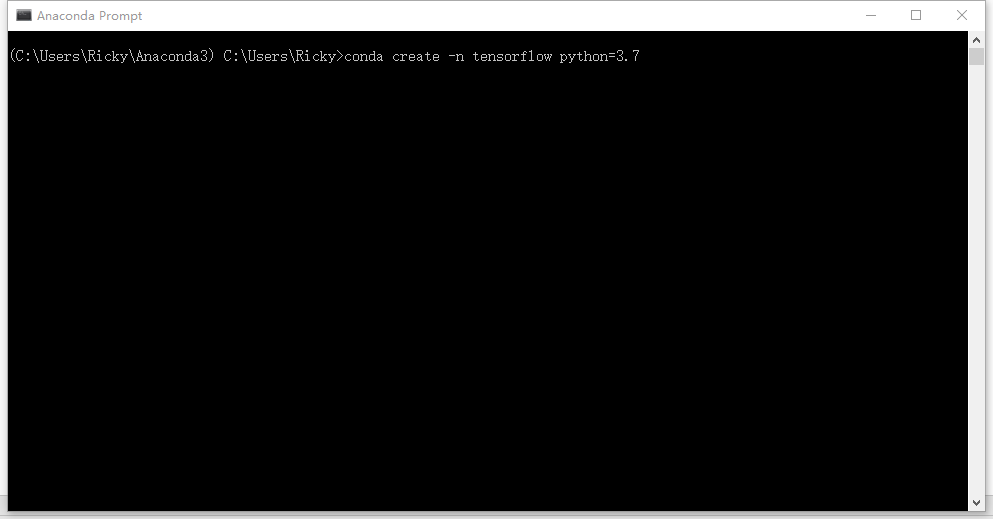 Anaconda Prompt
(C:\Users\Ricky\Anaconda3) C:\Users\Ricky>conda create -n tensorflow python=3.7